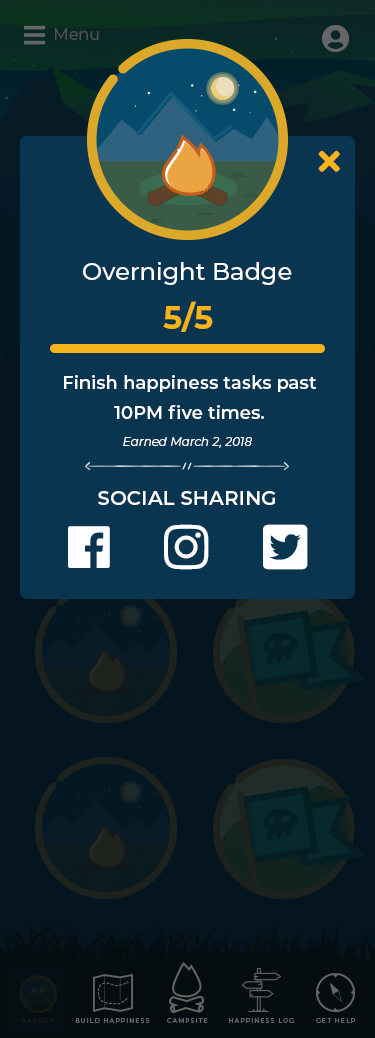 Menu
Overnight Badge
5/5
Finish happiness tasks past
10PM five times.
Earned March 2, 2018
SOCIAL SHARING
BADGES
BUILD HAPPINESS
CAMPSITE
HAPPINESS LOG
GET HELP